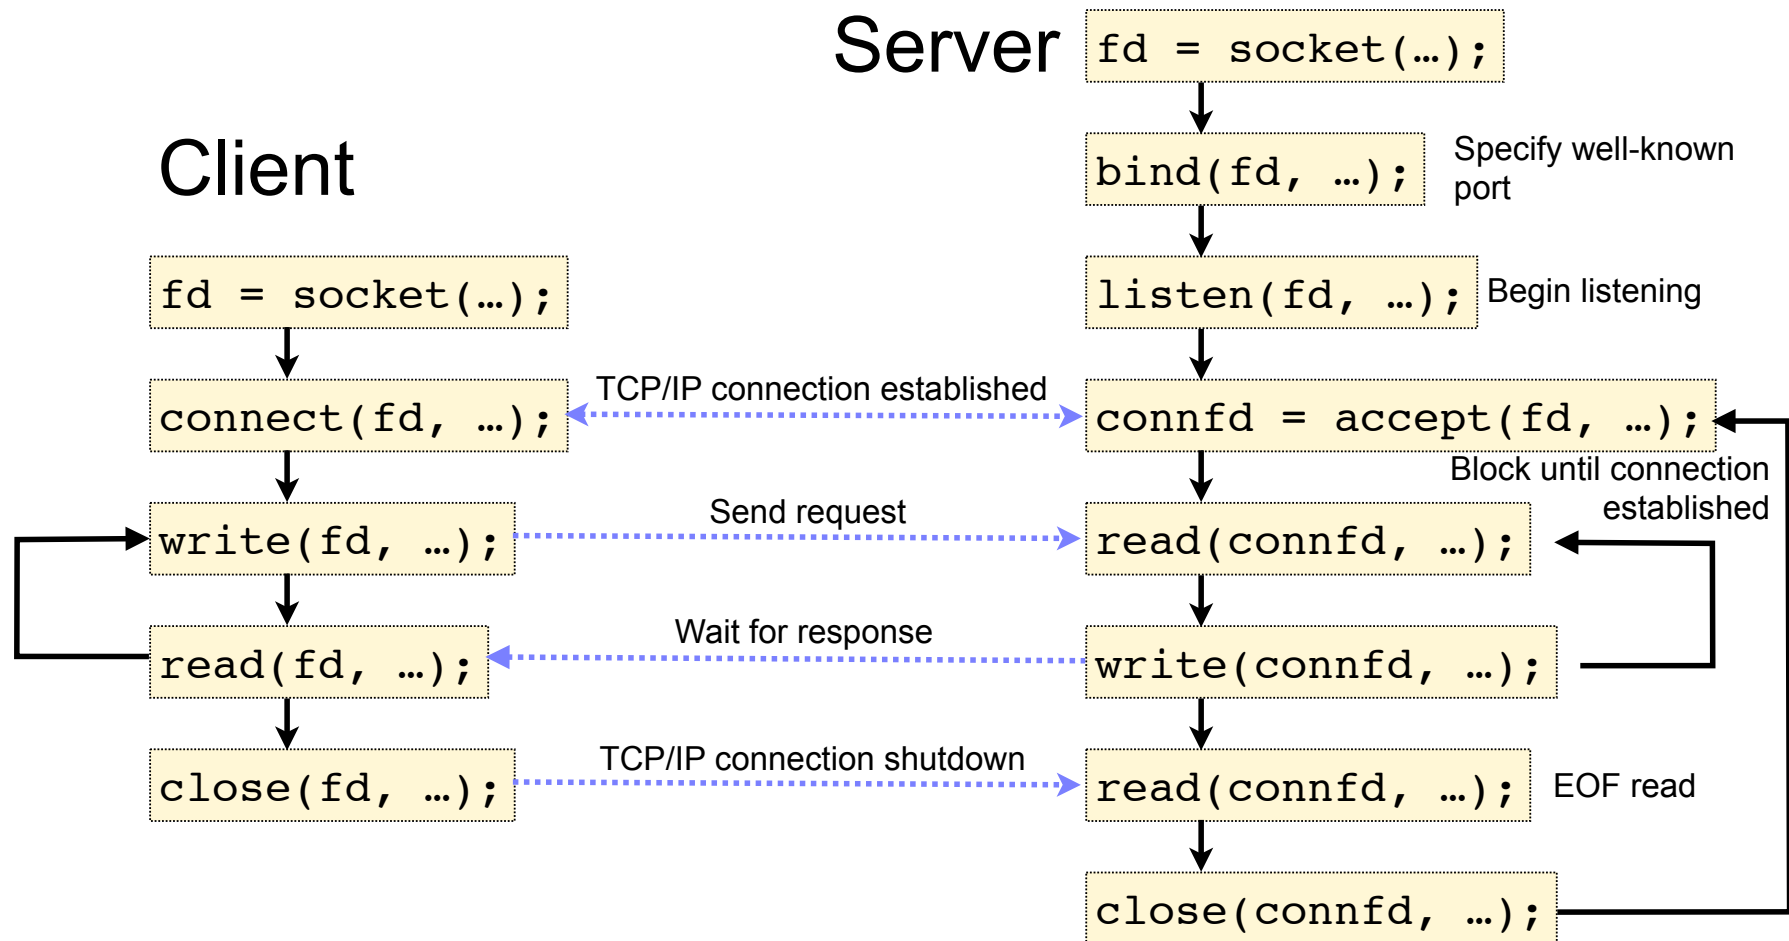 Server
fd = socket(…);
Client
bind(fd, …);
Specify well-known
port
fd = socket(…);
listen(fd, …);
Begin listening
connect(fd, …);
TCP/IP connection established
connfd = accept(fd, …);
Block until connection
established
write(fd, …);
Send request
read(connfd, …);
read(fd, …);
Wait for response
write(connfd, …);
close(fd, …);
TCP/IP connection shutdown
read(connfd, …);
EOF read
close(connfd, …);